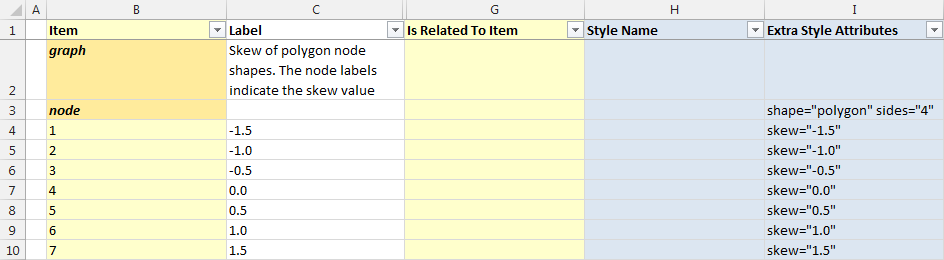 A B C G H I
1 Item Label Is Related To Item Style Name Extra Style Attributes
graph Skew of polygon node
shapes. The node labels
2 indicate the skew value
3 node shape="polygon" sides="4"
4 1 -1.5 skew="-1.5"
5 2 -1.0 skew="-1.0"
6 3 -0.5 skew="-0.5"
7 4 0.0 skew="0.0"
8 5 0.5 skew="0.5"
9 6 1.0 skew="1.0"
10 7 1.5 skew="1.5"